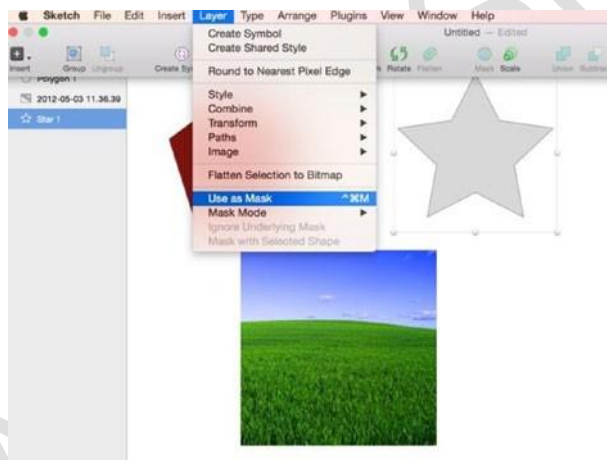 Sketch File Edit Insert Layer Type Arrange Plugins View Window Help
Untitled — Edited
Insert Group Ungroup Create Sy Rotate Flatten Mask Scale Union Subtrac
Polygon 1
2012-05-03 11.36.39
Star 1
Create Symbol
Create Shared Style
Round to Nearest Pixel Edge
Style
Combine
Transform
Paths
Image
Flatten Selection to Bitmap
Use as Mask ^⌘M
Mask Mode
Ignore Underlying Mask
Mask with Selected Shape